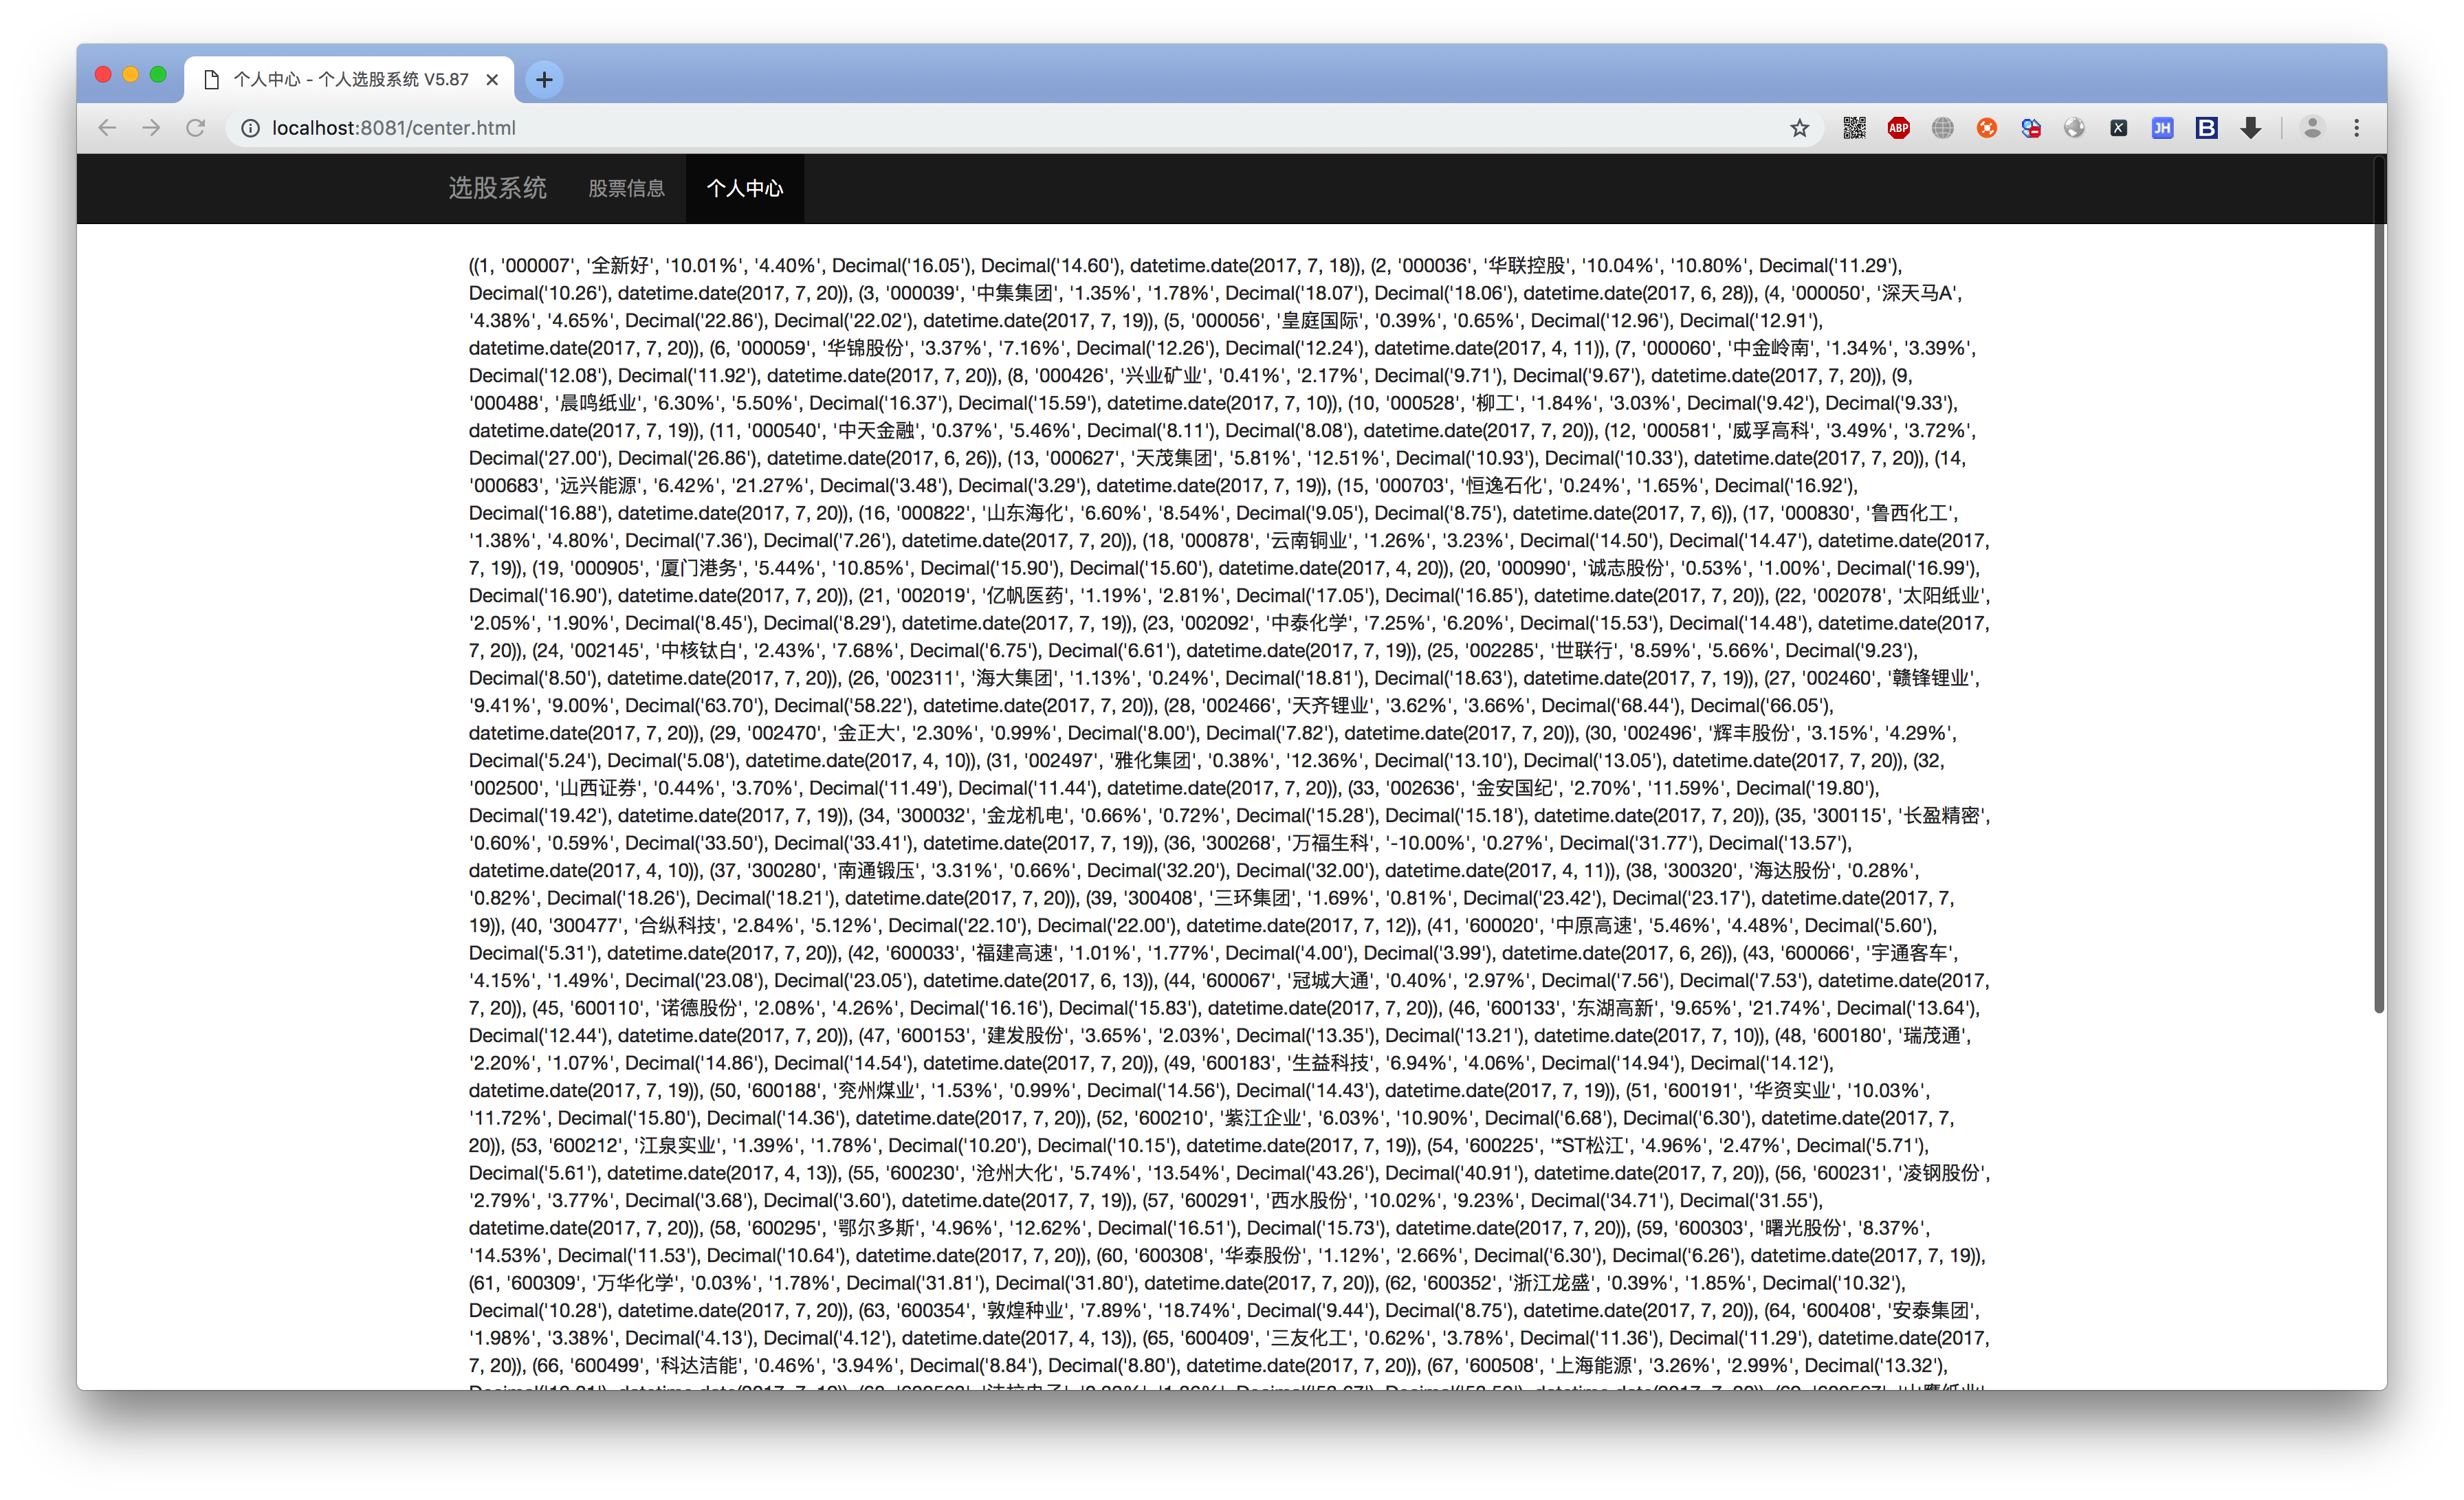 个人中心 - 个人选股系统 V5.87
localhost:8081/center.html
ABP
JH
B
选股系统 股票信息 个人中心
((1, '000007', '全新好', '10.01%', '4.40%', Decimal('16.05'), Decimal('14.60'), datetime.date(2017, 7, 18)), (2, '000036', '华联控股', '10.04%', '10.80%', Decimal('11.29'),
Decimal('10.26'), datetime.date(2017, 7, 20)), (3, '000039', '中集集团', '1.35%', '1.78%', Decimal('18.07'), Decimal('18.06'), datetime.date(2017, 6, 28)), (4, '000050', '深天马A',
'4.38%', '4.65%', Decimal('22.86'), Decimal('22.02'), datetime.date(2017, 7, 19)), (5, '000056', '皇庭国际', '0.39%', '0.65%', Decimal('12.96'), Decimal('12.91'),
datetime.date(2017, 7, 20)), (6, '000059', '华锦股份', '3.37%', '7.16%', Decimal('12.26'), Decimal('12.24'), datetime.date(2017, 4, 11)), (7, '000060', '中金岭南', '1.34%', '3.39%',
Decimal('12.08'), Decimal('11.92'), datetime.date(2017, 7, 20)), (8, '000426', '兴业矿业', '0.41%', '2.17%', Decimal('9.71'), Decimal('9.67'), datetime.date(2017, 7, 20)), (9,
'000488', '晨鸣纸业', '6.30%', '5.50%', Decimal('16.37'), Decimal('15.59'), datetime.date(2017, 7, 10)), (10, '000528', '柳工', '1.84%', '3.03%', Decimal('9.42'), Decimal('9.33'),
datetime.date(2017, 7, 19)), (11, '000540', '中天金融', '0.37%', '5.46%', Decimal('8.11'), Decimal('8.08'), datetime.date(2017, 7, 20)), (12, '000581', '威孚高科', '3.49%', '3.72%',
Decimal('27.00'), Decimal('26.86'), datetime.date(2017, 6, 26)), (13, '000627', '天茂集团', '5.81%', '12.51%', Decimal('10.93'), Decimal('10.33'), datetime.date(2017, 7, 20)), (14,
'000683', '远兴能源', '6.42%', '21.27%', Decimal('3.48'), Decimal('3.29'), datetime.date(2017, 7, 19)), (15, '000703', '恒逸石化', '0.24%', '1.65%', Decimal('16.92'),
Decimal('16.88'), datetime.date(2017, 7, 20)), (16, '000822', '山东海化', '6.60%', '8.54%', Decimal('9.05'), Decimal('8.75'), datetime.date(2017, 7, 6)), (17, '000830', '鲁西化工',
'1.38%', '4.80%', Decimal('7.36'), Decimal('7.26'), datetime.date(2017, 7, 20)), (18, '000878', '云南铜业', '1.26%', '3.23%', Decimal('14.50'), Decimal('14.47'), datetime.date(2017,
7, 19)), (19, '000905', '厦门港务', '5.44%', '10.85%', Decimal('15.90'), Decimal('15.60'), datetime.date(2017, 4, 20)), (20, '000990', '诚志股份', '0.53%', '1.00%', Decimal('16.99'),
Decimal('16.90'), datetime.date(2017, 7, 20)), (21, '002019', '亿帆医药', '1.19%', '2.81%', Decimal('17.05'), Decimal('16.85'), datetime.date(2017, 7, 20)), (22, '002078', '太阳纸业',
'2.05%', '1.90%', Decimal('8.45'), Decimal('8.29'), datetime.date(2017, 7, 19)), (23, '002092', '中泰化学', '7.25%', '6.20%', Decimal('15.53'), Decimal('14.48'), datetime.date(2017,
7, 20)), (24, '002145', '中核钛白', '2.43%', '7.68%', Decimal('6.75'), Decimal('6.61'), datetime.date(2017, 7, 19)), (25, '002285', '世联行', '8.59%', '5.66%', Decimal('9.23'),
Decimal('8.50'), datetime.date(2017, 7, 20)), (26, '002311', '海大集团', '1.13%', '0.24%', Decimal('18.81'), Decimal('18.63'), datetime.date(2017, 7, 19)), (27, '002460', '赣锋锂业',
'9.41%', '9.00%', Decimal('63.70'), Decimal('58.22'), datetime.date(2017, 7, 20)), (28, '002466', '天齐锂业', '3.62%', '3.66%', Decimal('68.44'), Decimal('66.05'),
datetime.date(2017, 7, 20)), (29, '002470', '金正大', '2.30%', '0.99%', Decimal('8.00'), Decimal('7.82'), datetime.date(2017, 7, 20)), (30, '002496', '辉丰股份', '3.15%', '4.29%',
Decimal('5.24'), Decimal('5.08'), datetime.date(2017, 4, 10)), (31, '002497', '雅化集团', '0.38%', '12.36%', Decimal('13.10'), Decimal('13.05'), datetime.date(2017, 7, 20)), (32,
'002500', '山西证券', '0.44%', '3.70%', Decimal('11.49'), Decimal('11.44'), datetime.date(2017, 7, 20)), (33, '002636', '金安国纪', '2.70%', '11.59%', Decimal('19.80'),
Decimal('19.42'), datetime.date(2017, 7, 19)), (34, '300032', '金龙机电', '0.66%', '0.72%', Decimal('15.28'), Decimal('15.18'), datetime.date(2017, 7, 20)), (35, '300115', '长盈精密',
'0.60%', '0.59%', Decimal('33.50'), Decimal('33.41'), datetime.date(2017, 7, 19)), (36, '300268', '万福生科', '-10.00%', '0.27%', Decimal('31.77'), Decimal('13.57'),
datetime.date(2017, 4, 10)), (37, '300280', '南通锻压', '3.31%', '0.66%', Decimal('32.20'), Decimal('32.00'), datetime.date(2017, 4, 11)), (38, '300320', '海达股份', '0.28%',
'0.82%', Decimal('18.26'), Decimal('18.21'), datetime.date(2017, 7, 20)), (39, '300408', '三环集团', '1.69%', '0.81%', Decimal('23.42'), Decimal('23.17'), datetime.date(2017, 7,
19)), (40, '300477', '合纵科技', '2.84%', '5.12%', Decimal('22.10'), Decimal('22.00'), datetime.date(2017, 7, 12)), (41, '600020', '中原高速', '5.46%', '4.48%', Decimal('5.60'),
Decimal('5.31'), datetime.date(2017, 7, 20)), (42, '600033', '福建高速', '1.01%', '1.77%', Decimal('4.00'), Decimal('3.99'), datetime.date(2017, 6, 26)), (43, '600066', '宇通客车',
'4.15%', '1.49%', Decimal('23.08'), Decimal('23.05'), datetime.date(2017, 6, 13)), (44, '600067', '冠城大通', '0.40%', '2.97%', Decimal('7.56'), Decimal('7.53'), datetime.date(2017,
7, 20)), (45, '600110', '诺德股份', '2.08%', '4.26%', Decimal('16.16'), Decimal('15.83'), datetime.date(2017, 7, 20)), (46, '600133', '东湖高新', '9.65%', '21.74%', Decimal('13.64'),
Decimal('12.44'), datetime.date(2017, 7, 20)), (47, '600153', '建发股份', '3.65%', '2.03%', Decimal('13.35'), Decimal('13.21'), datetime.date(2017, 7, 10)), (48, '600180', '瑞茂通',
'2.20%', '1.07%', Decimal('14.86'), Decimal('14.54'), datetime.date(2017, 7, 20)), (49, '600183', '生益科技', '6.94%', '4.06%', Decimal('14.94'), Decimal('14.12'),
datetime.date(2017, 7, 19)), (50, '600188', '兖州煤业', '1.53%', '0.99%', Decimal('14.56'), Decimal('14.43'), datetime.date(2017, 7, 19)), (51, '600191', '华资实业', '10.03%',
'11.72%', Decimal('15.80'), Decimal('14.36'), datetime.date(2017, 7, 20)), (52, '600210', '紫江企业', '6.03%', '10.90%', Decimal('6.68'), Decimal('6.30'), datetime.date(2017, 7,
20)), (53, '600212', '江泉实业', '1.39%', '1.78%', Decimal('10.20'), Decimal('10.15'), datetime.date(2017, 7, 19)), (54, '600225', '*ST松江', '4.96%', '2.47%', Decimal('5.71'),
Decimal('5.61'), datetime.date(2017, 4, 13)), (55, '600230', '沧州大化', '5.74%', '13.54%', Decimal('43.26'), Decimal('40.91'), datetime.date(2017, 7, 20)), (56, '600231', '凌钢股份',
'2.79%', '3.77%', Decimal('3.68'), Decimal('3.60'), datetime.date(2017, 7, 19)), (57, '600291', '西水股份', '10.02%', '9.23%', Decimal('34.71'), Decimal('31.55'),
datetime.date(2017, 7, 20)), (58, '600295', '鄂尔多斯', '4.96%', '12.62%', Decimal('16.51'), Decimal('15.73'), datetime.date(2017, 7, 20)), (59, '600303', '曙光股份', '8.37%',
'14.53%', Decimal('11.53'), Decimal('10.64'), datetime.date(2017, 7, 20)), (60, '600308', '华泰股份', '1.12%', '2.66%', Decimal('6.30'), Decimal('6.26'), datetime.date(2017, 7, 19)),
(61, '600309', '万华化学', '0.03%', '1.78%', Decimal('31.81'), Decimal('31.80'), datetime.date(2017, 7, 20)), (62, '600352', '浙江龙盛', '0.39%', '1.85%', Decimal('10.32'),
Decimal('10.28'), datetime.date(2017, 7, 20)), (63, '600354', '敦煌种业', '7.89%', '18.74%', Decimal('9.44'), Decimal('8.75'), datetime.date(2017, 7, 20)), (64, '600408', '安泰集团',
'1.98%', '3.38%', Decimal('4.13'), Decimal('4.12'), datetime.date(2017, 4, 13)), (65, '600409', '三友化工', '0.62%', '3.78%', Decimal('11.36'), Decimal('11.29'), datetime.date(2017,
7, 20)), (66, '600499', '科达洁能', '0.46%', '3.94%', Decimal('8.84'), Decimal('8.80'), datetime.date(2017, 7, 20)), (67, '600508', '上海能源', '3.26%', '2.99%', Decimal('13.32'),